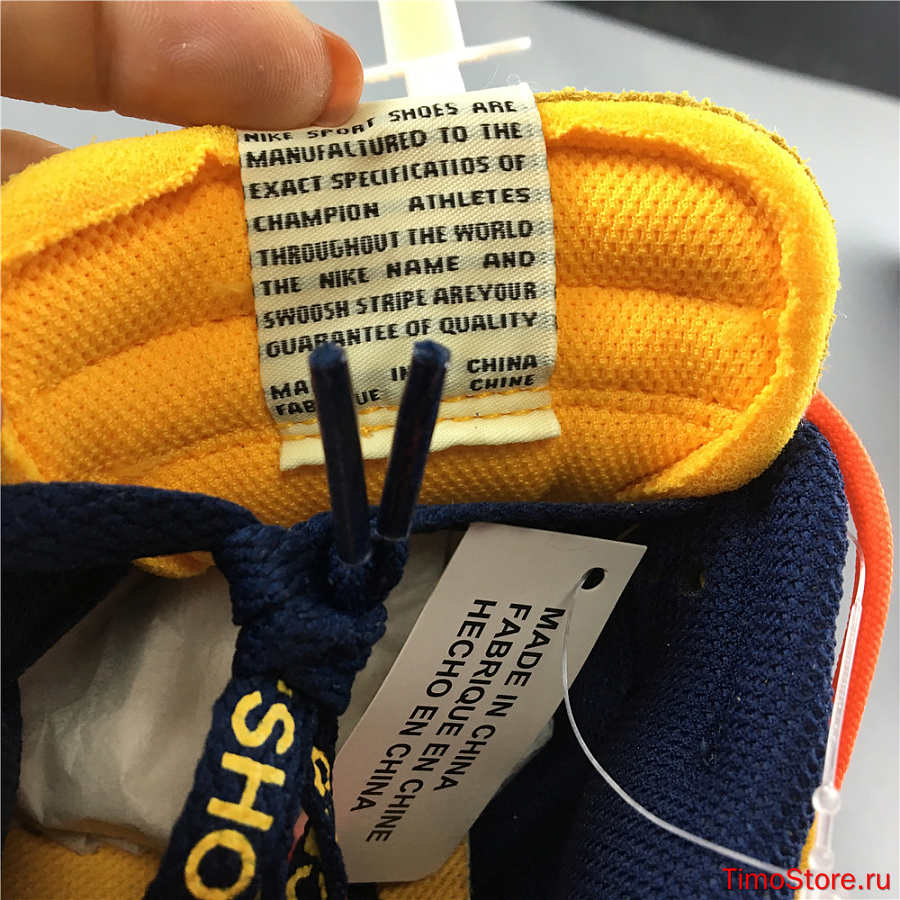 NIKE SPORT SHOES ARE
MANUFACTURED TO THE
EXACT SPECIFICATIOS OF
CHAMPION ATHLETES
THROUGHOUT THE WORLD
THE NIKE NAME AND
SWOOSH STRIPE AREYOUR
GUARANTEE OF QUALITY
CHINA
CHINE
MADE IN CHINA
FABRIQUE EN CHINE
HECHO EN CHINA
"SHO
TimoStore.ru